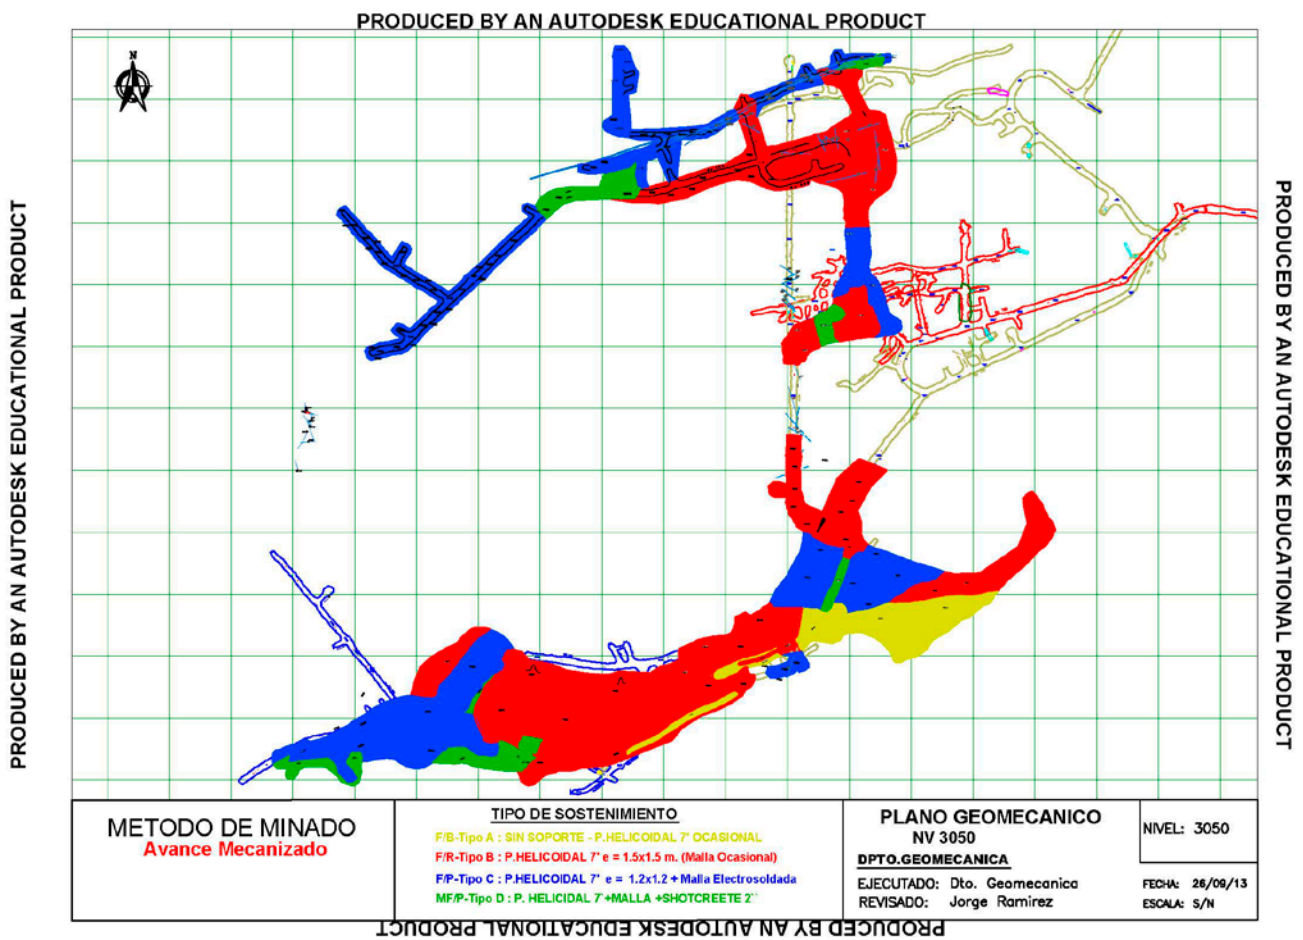 PRODUCED BY AN AUTODESK EDUCATIONAL PRODUCT
N
PRODUCED BY AN AUTODESK EDUCATIONAL PRODUCT
PRODUCED BY AN AUTODESK EDUCATIONAL PRODUCT
METODO DE MINADO
Avance Mecanizado
TIPO DE SOSTENIMIENTO
F/B-Tipo A : SIN SOPORTE - P.HELICOIDAL 7' OCASIONAL
F/R-Tipo B : P.HELICOIDAL 7' e = 1.5x1.5 m. (Malla Ocasional)
F/P-Tipo C : P.HELICOIDAL 7' e = 1.2x1.2 + Malla Electrosoldada
MF/P-Tipo D : P. HELICIDAL 7'+MALLA +SHOTCREETE 2''
PLANO GEOMECANICO
NV 3050
DPTO.GEOMECANICA
EJECUTADO: Dto. Geomecanica
REVISADO: Jorge Ramirez
NIVEL: 3050
FECHA: 26/09/13
ESCALA: S/N
PRODUCED BY AN AUTODESK EDUCATIONAL PRODUCT